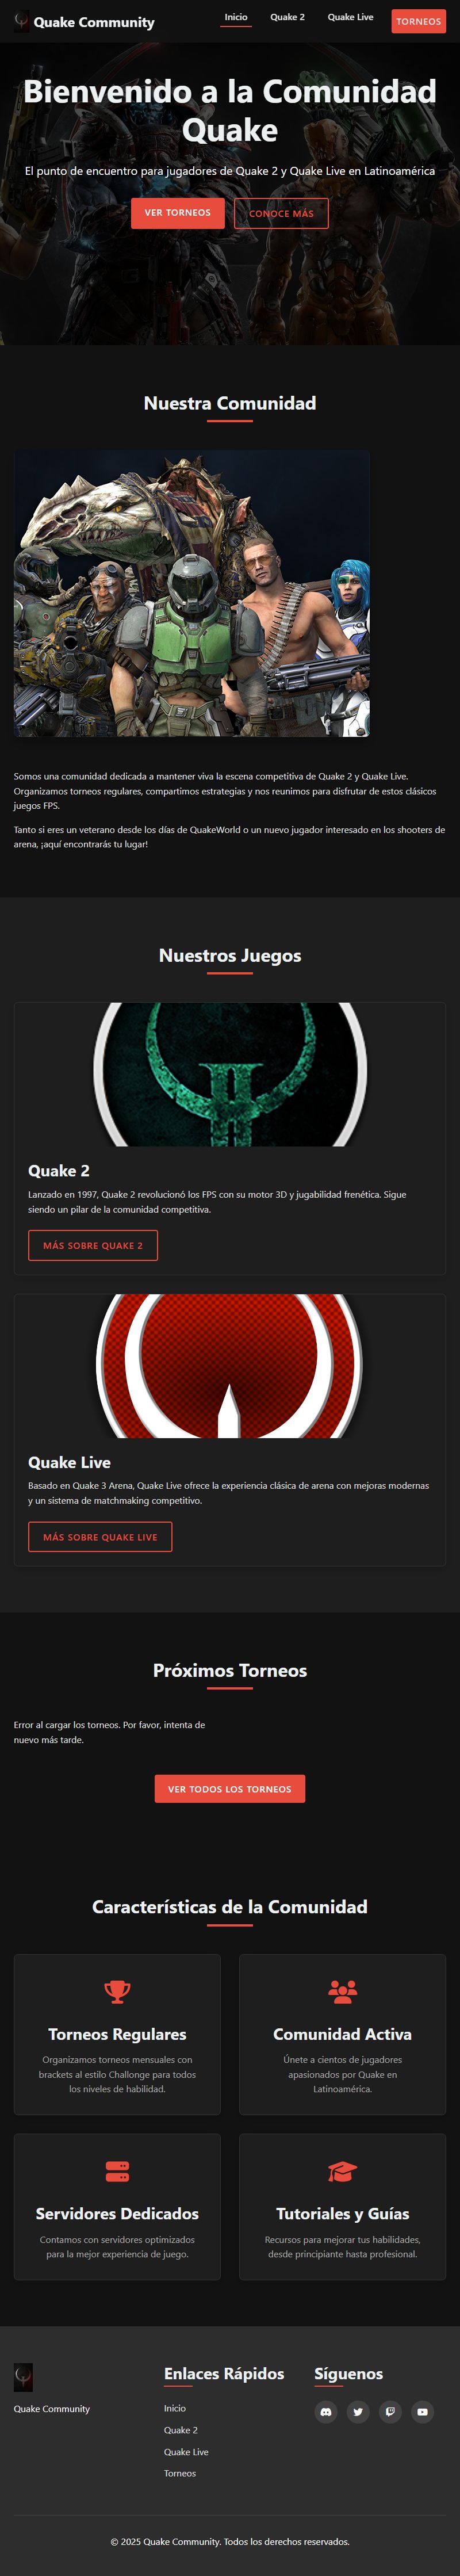 Quake Community
Inicio
Quake 2
Quake Live
TORNEOS
Bienvenido a la Comunidad
Quake
El punto de encuentro para jugadores de Quake 2 y Quake Live en Latinoamérica
VER TORNEOS
CONOCE MÁS
Nuestra Comunidad
Somos una comunidad dedicada a mantener viva la escena competitiva de Quake 2 y Quake Live.
Organizamos torneos regulares, compartimos estrategias y nos reunimos para disfrutar de estos clásicos
juegos FPS.
Tanto si eres un veterano desde los días de QuakeWorld o un nuevo jugador interesado en los shooters de
arena, ¡aquí encontrarás tu lugar!
Nuestros Juegos
Quake 2
Lanzado en 1997, Quake 2 revolucionó los FPS con su motor 3D y jugabilidad frenética. Sigue
siendo un pilar de la comunidad competitiva.
MÁS SOBRE QUAKE 2
Quake Live
Basado en Quake 3 Arena, Quake Live ofrece la experiencia clásica de arena con mejoras modernas
y un sistema de matchmaking competitivo.
MÁS SOBRE QUAKE LIVE
Próximos Torneos
Error al cargar los torneos. Por favor, intenta de
nuevo más tarde.
VER TODOS LOS TORNEOS
Características de la Comunidad
Torneos Regulares
Organizamos torneos mensuales con
brackets al estilo Challonge para todos
los niveles de habilidad.
Comunidad Activa
Únete a cientos de jugadores
apasionados por Quake en
Latinoamérica.
Servidores Dedicados
Contamos con servidores optimizados
para la mejor experiencia de juego.
Tutoriales y Guías
Recursos para mejorar tus habilidades,
desde principiante hasta profesional.
Quake Community
Enlaces Rápidos
Inicio
Quake 2
Quake Live
Torneos
Síguenos
© 2025 Quake Community. Todos los derechos reservados.